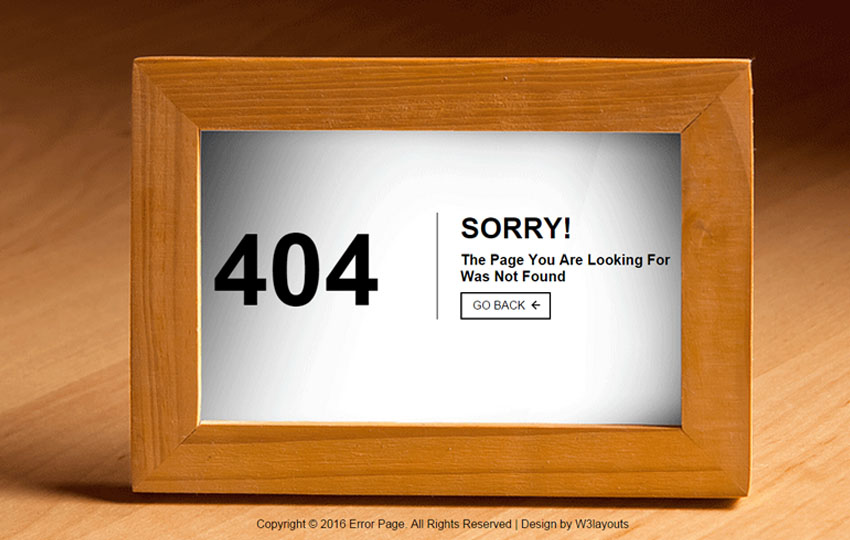 404
SORRY!
The Page You Are Looking For
Was Not Found
GO BACK ←
Copyright © 2016 Error Page. All Rights Reserved | Design by W3layouts